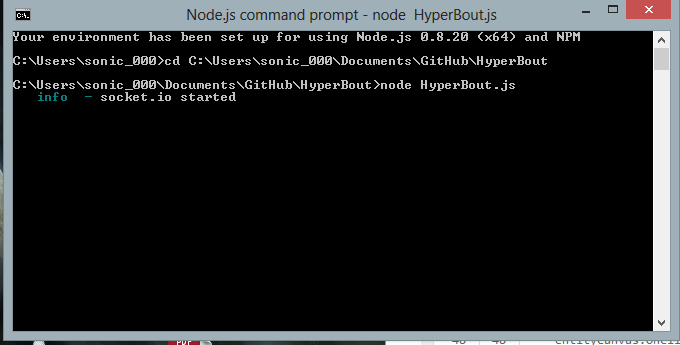 Node.js command prompt - node  HyperBout.js
Your environment has been set up for using Node.js 0.8.20 (x64) and NPM
C:\Users\sonic_000>cd C:\Users\sonic_000\Documents\GitHub\HyperBout
C:\Users\sonic_000\Documents\GitHub\HyperBout>node HyperBout.js
   info  - socket.io started
PDF